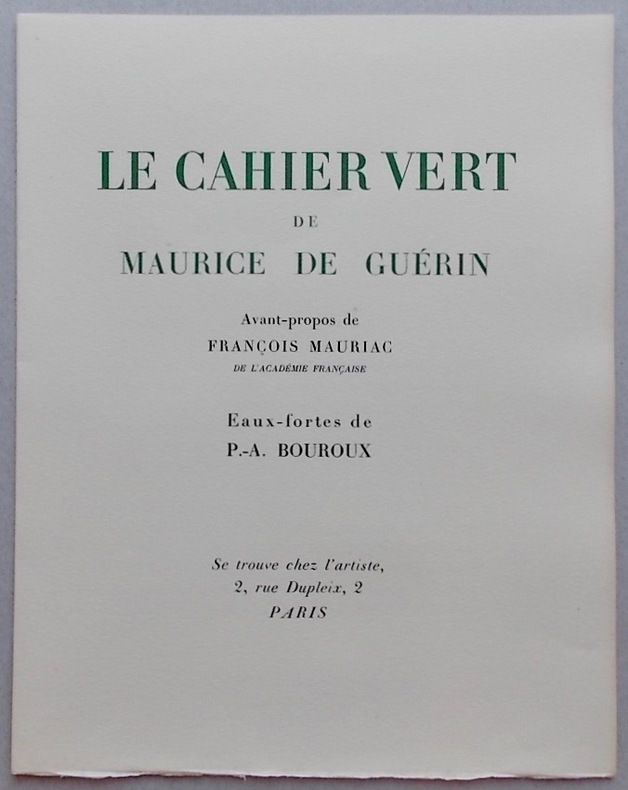 LE CAHIER VERT
DE
MAURICE DE GUÉRIN
Avant-propos de
FRANÇOIS MAURIAC
DE L'ACADÉMIE FRANÇAISE
Eaux-fortes de
P.-A. BOUROUX
Se trouve chez l'artiste,
2, rue Dupleix, 2
PARIS